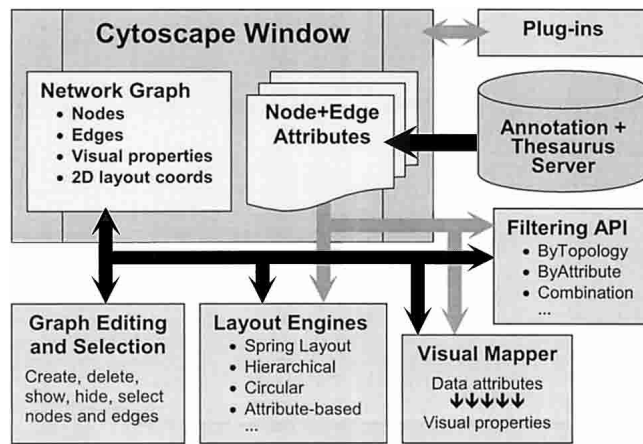 Cytoscape Window
Plug-ins
Network Graph
• Nodes
• Edges
• Visual properties
• 2D layout coords
Node+Edge
Attributes
Annotation +
Thesaurus
Server
Filtering API
• ByTopology
• ByAttribute
• Combination
...
Graph Editing
and Selection
Create, delete,
show, hide, select
nodes and edges
Layout Engines
• Spring Layout
• Hierarchical
• Circular
• Attribute-based
...
Visual Mapper
Data attributes
Visual properties